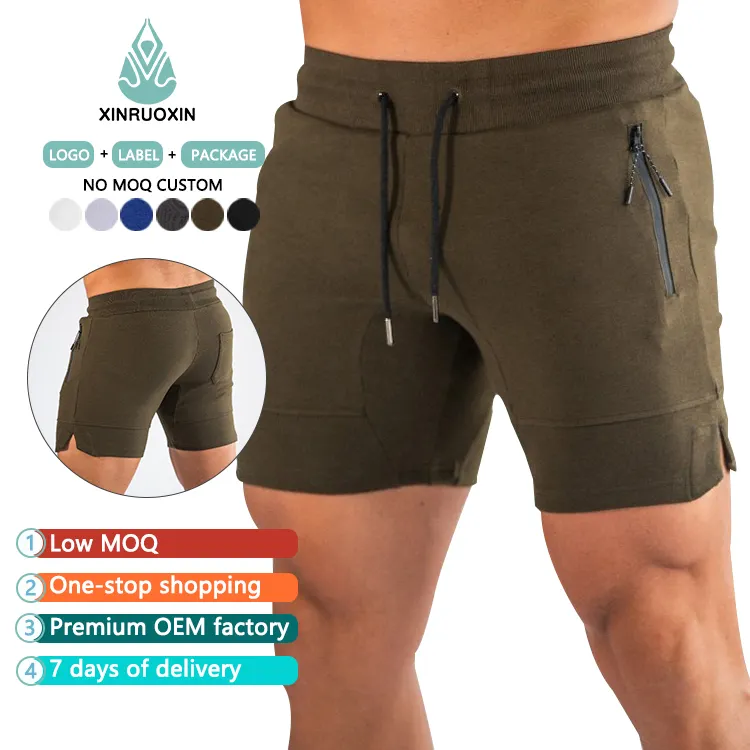 XINRUOXIN
LOGO + LABEL + PACKAGE
NO MOQ CUSTOM
1 Low MOQ
2 One-stop shopping
3 Premium OEM factory
4 7 days of delivery